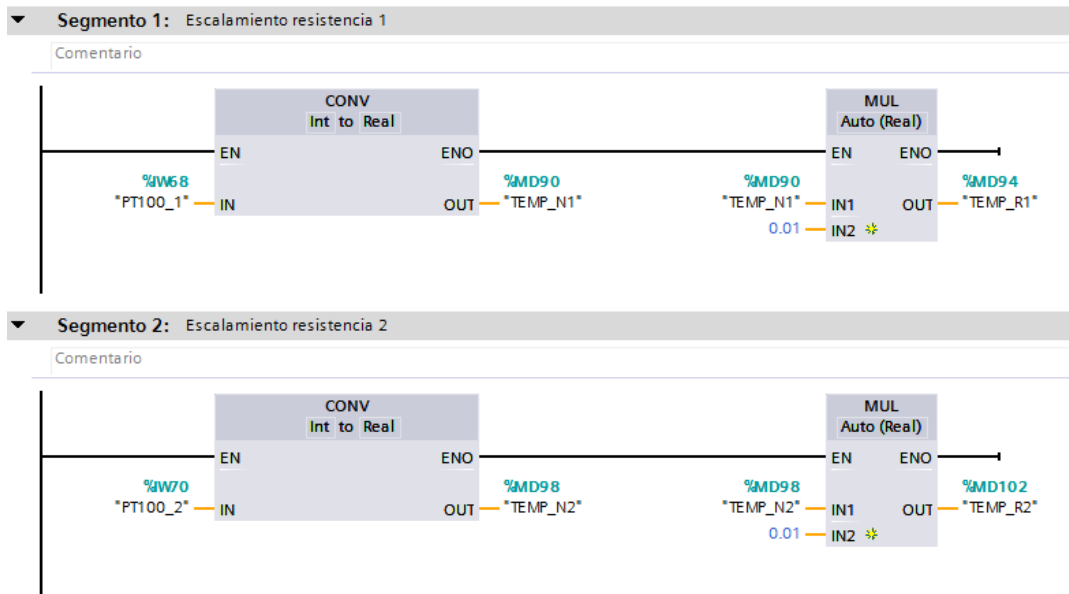 Segmento 1: Escalamiento resistencia 1
Comentario
CONV
Int to Real
MUL
Auto (Real)
EN ENO EN ENO
%IW68 %MD90 %MD90 %MD94
"PT100_1" IN OUT "TEMP_N1" "TEMP_N1" IN1 OUT "TEMP_R1"
0.01 IN2
Segmento 2: Escalamiento resistencia 2
Comentario
CONV
Int to Real
MUL
Auto (Real)
EN ENO EN ENO
%IW70 %MD98 %MD98 %MD102
"PT100_2" IN OUT "TEMP_N2" "TEMP_N2" IN1 OUT "TEMP_R2"
0.01 IN2